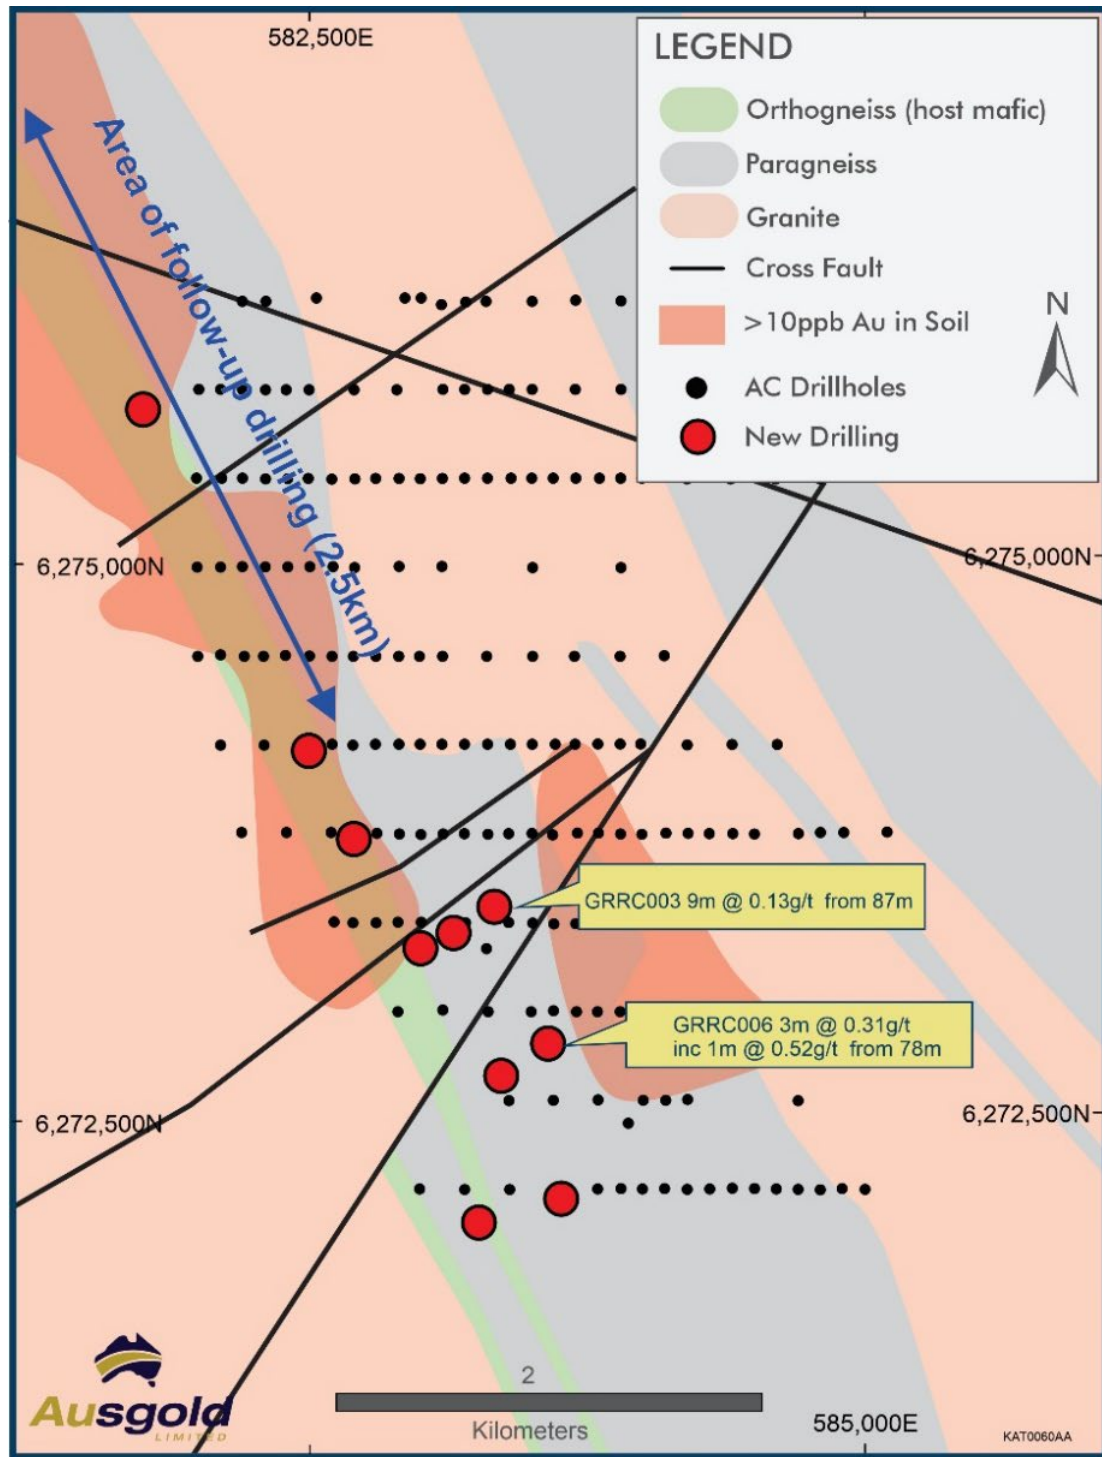 582,500E
LEGEND
Orthogneiss (host mafic)
Paragneiss
Granite
Cross Fault
>10ppb Au in Soil
AC Drillholes
New Drilling
N
Area of follow-up drilling (2.5km)
6,275,000N
6,275,000N
GRRC003 9m @ 0.13g/t from 87m
GRRC006 3m @ 0.31g/t
inc 1m @ 0.52g/t from 78m
6,272,500N
6,272,500N
Ausgold
LIMITED
2
Kilometers
585,000E
KAT0060AA